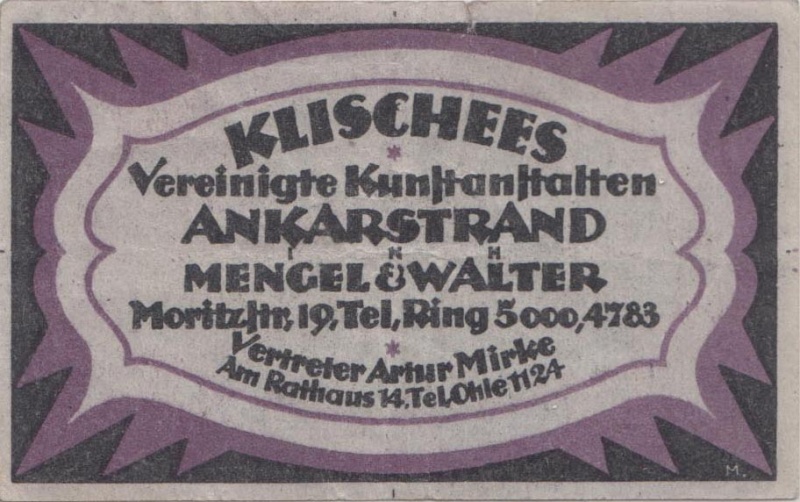 KLISCHEES
*
Vereinigte Kunſtanſtalten
ANKARSTRAND
INH
MENGEL & WALTER
Moritzſtr, 19, Tel, Ring 5000, 4783
*
Vertreter Artur Mirke
Am Rathaus 14, Tel, Ohle 1124
M.